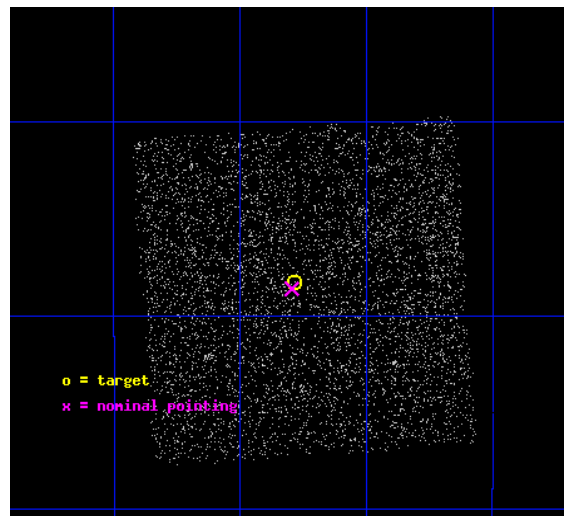 o = target
x = nominal pointing